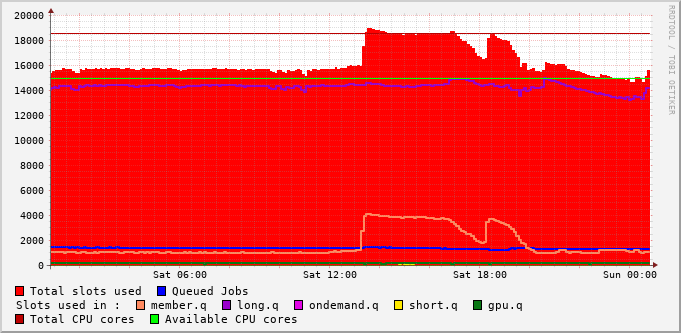 20000
18000
16000
14000
12000
10000
8000
6000
4000
2000
0
Sat 06:00 Sat 12:00 Sat 18:00 Sun 00:00
RRDTOOL / TOBI OETIKER
Total slots used Queued Jobs
Slots used in : member.q long.q ondemand.q short.q gpu.q
Total CPU cores Available CPU cores